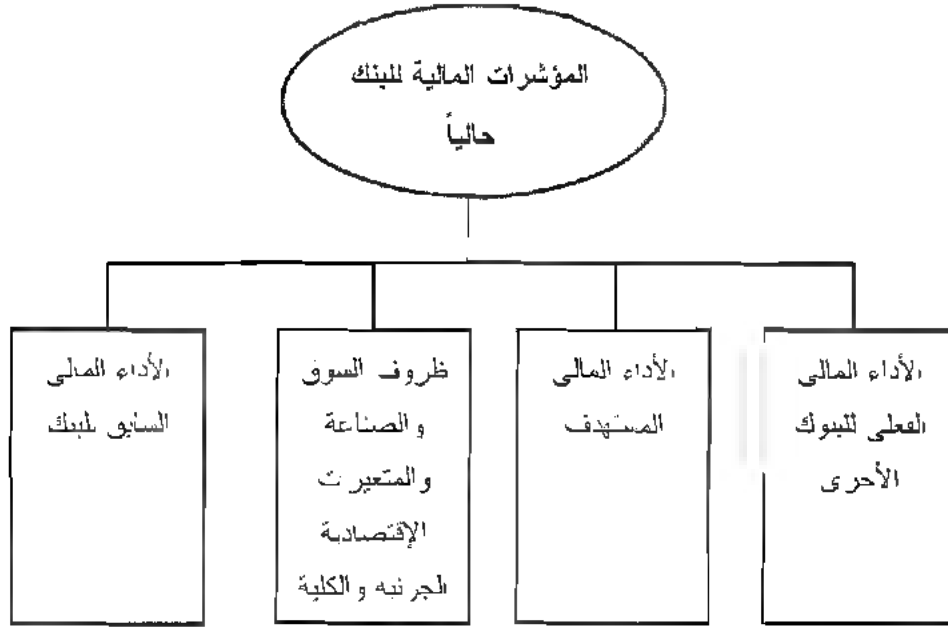 المؤشرات المالية للبنك
حالياً
الأداء المالى
الفعلى للبنوك
الأخرى
الأداء المالى
المستهدف
ظروف السوق
والصناعة
والمتغيرات
الإقتصادية
الجزئية والكلية
الأداء المالى
السابق للبنك